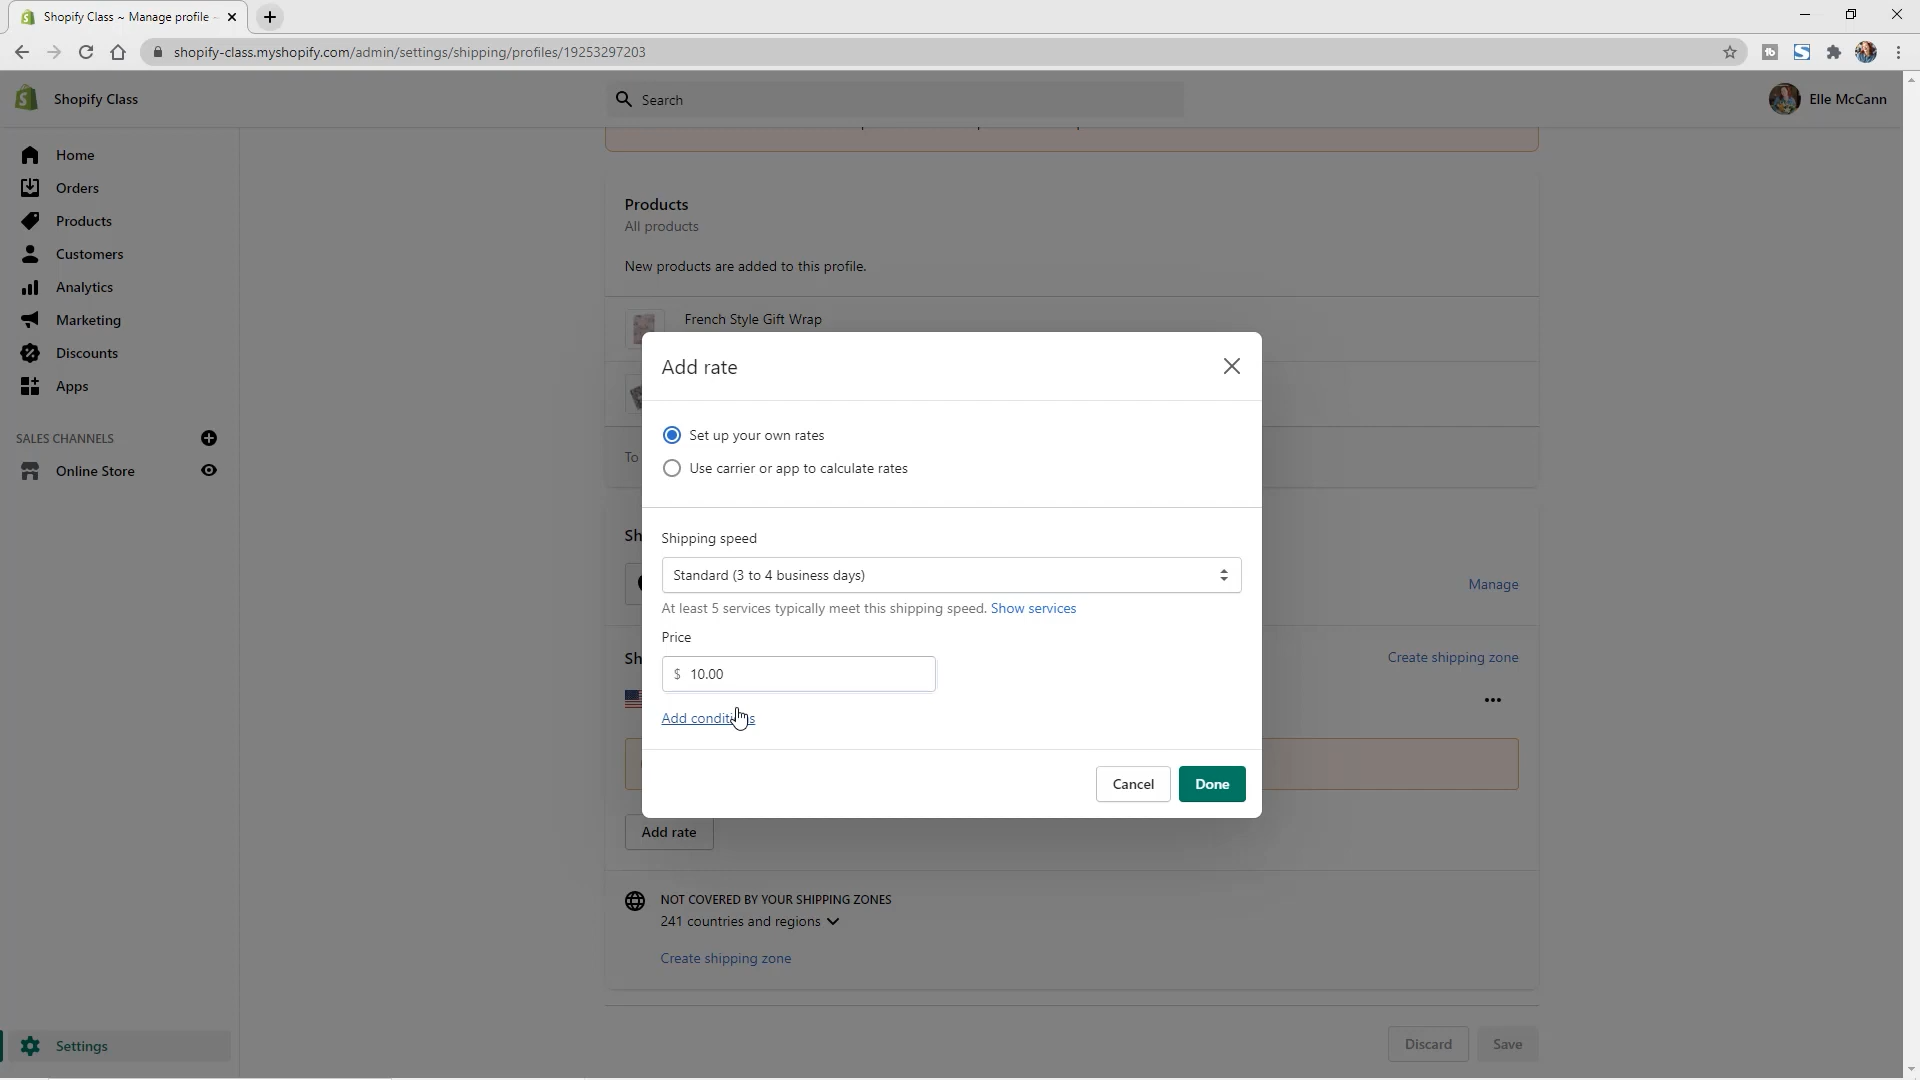 Shopify Class ~ Manage profile
shopify-class.myshopify.com/admin/settings/shipping/profiles/19253297203
Shopify Class
Search
Elle McCann
Home
Orders
Products
Customers
Analytics
Marketing
Discounts
Apps
SALES CHANNELS
Online Store
Settings
Products
All products
New products are added to this profile.
French Style Gift Wrap
To
Sh
Manage
Sh
Create shipping zone
Add rate
Set up your own rates
Use carrier or app to calculate rates
Shipping speed
Standard (3 to 4 business days)
At least 5 services typically meet this shipping speed. Show services
Price
$ 10.00
Add conditions
Cancel
Done
Add rate
NOT COVERED BY YOUR SHIPPING ZONES
241 countries and regions
Create shipping zone
Discard
Save